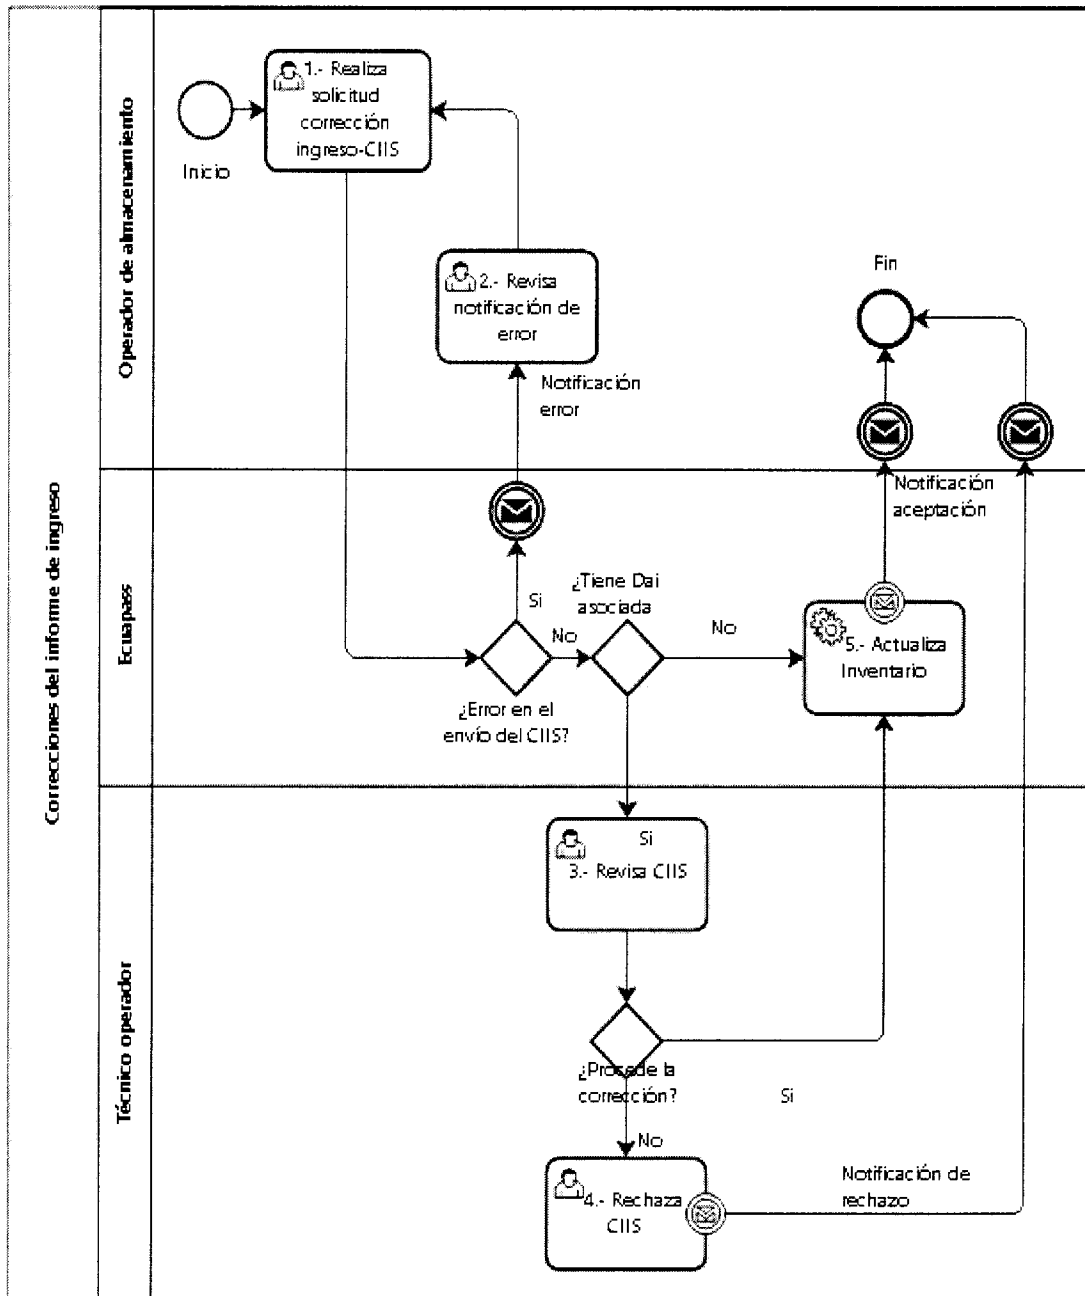 Correcciones del informe de ingreso
Operador de almacenamiento
Inicio
1.- Realiza
solicitud
corrección
ingreso-CIIS
2.- Revisa
notificación de
error
Notificación
error
Fin
Notificación
aceptación
Ecuapass
Si
¿Error en el
envío del CIIS?
No
¿Tiene Dai
asociada
No
5.- Actualiza
Inventario
Técnico operador
Si
3.- Revisa CIIS
¿Procede la
corrección?
Si
No
4.- Rechaza
CIIS
Notificación de
rechazo